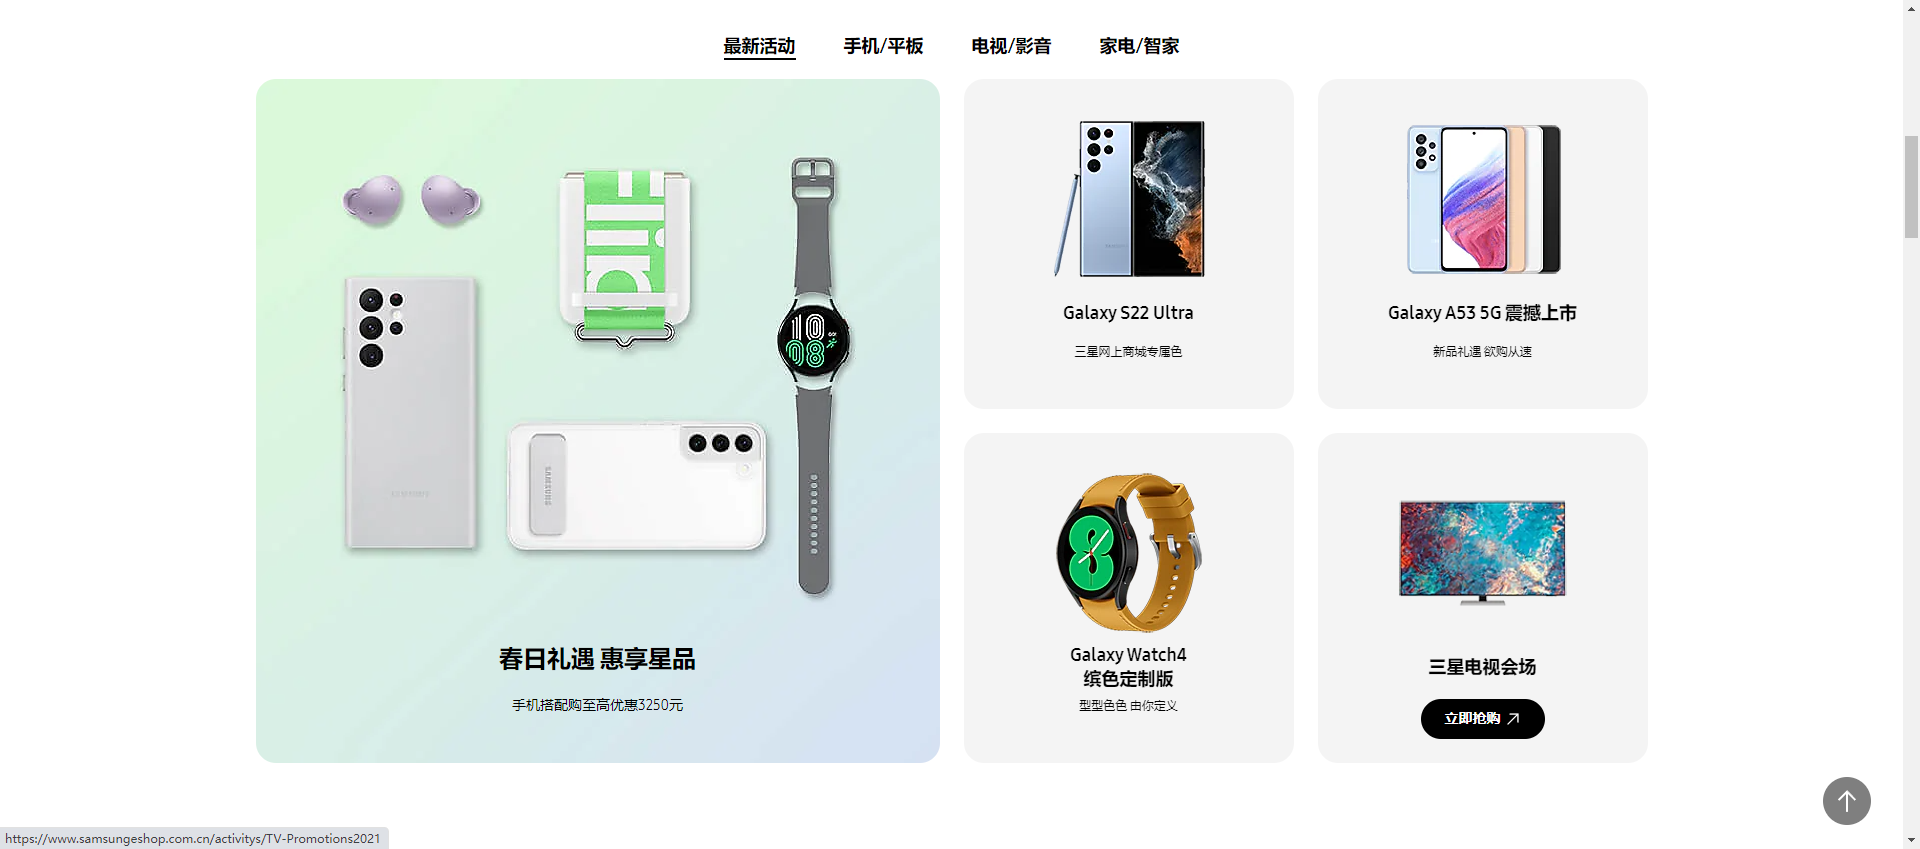 最新活动
手机/平板
电视/影音
家电/智家
SAMSUNG
春日礼遇 惠享星品
手机搭配购至高优惠3250元
Galaxy S22 Ultra
三星网上商城专属色
Galaxy A53 5G 震撼上市
新品礼遇 欲购从速
Galaxy Watch4
缤色定制版
型型色色 由你定义
三星电视会场
立即抢购
https://www.samsungeshop.com.cn/activitys/TV-Promotions2021